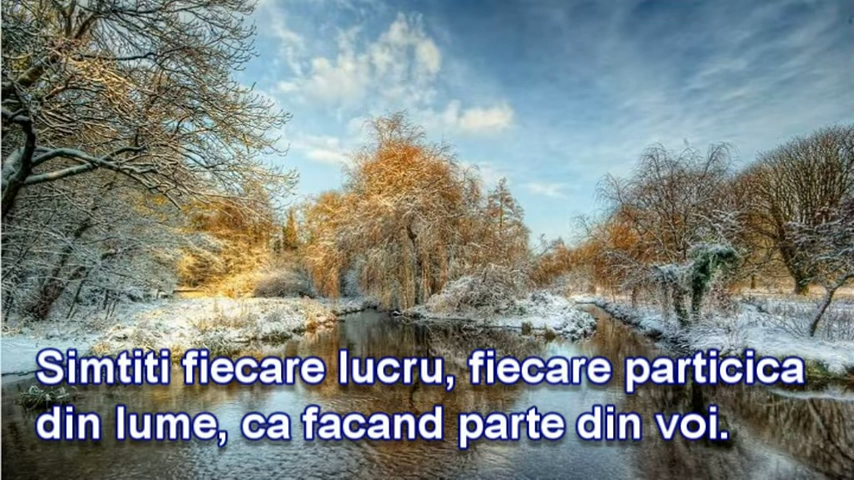 Simtiti fiecare lucru, fiecare particica
din lume, ca facand parte din voi.